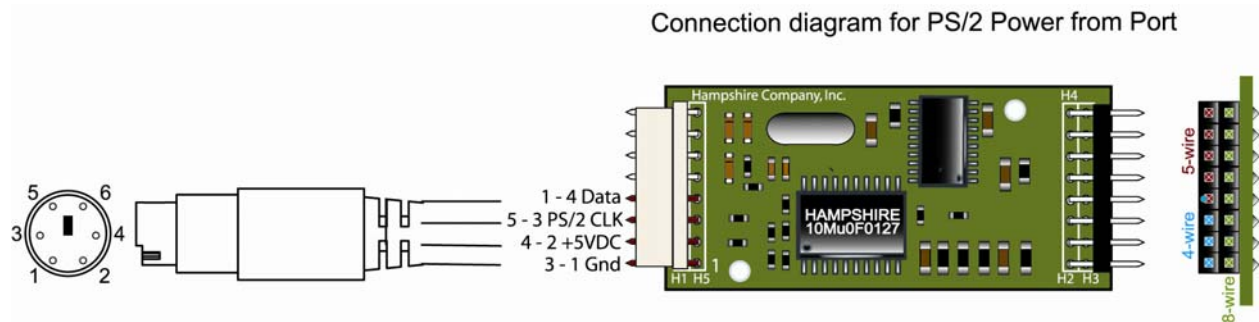 Connection diagram for PS/2 Power from Port
Hampshire Company, Inc.
H4
5 6
3 4
1 2
1 - 4 Data
5 - 3 PS/2 CLK
4 - 2 +5VDC
3 - 1 Gnd
1
H1 H5
HAMPSHIRE
10Mu0F0127
H2 H3
5-wire
4-wire
8-wire